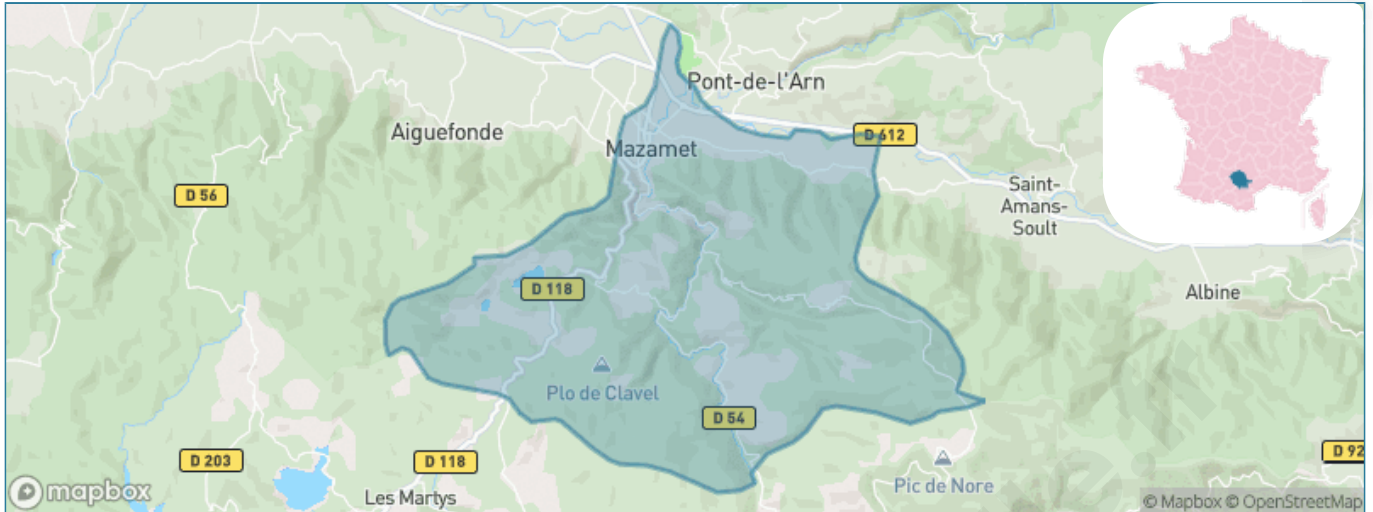 Pont-de-l'Arn
Aiguefonde
D 612
Mazamet
D 56
Saint-
Amans-
Soult
D 118
Albine
Plo de Clavel
D 54
D 203
D 118
D 92
Pic de Nore
Les Martys
mapbox
© Mapbox © OpenStreetMap